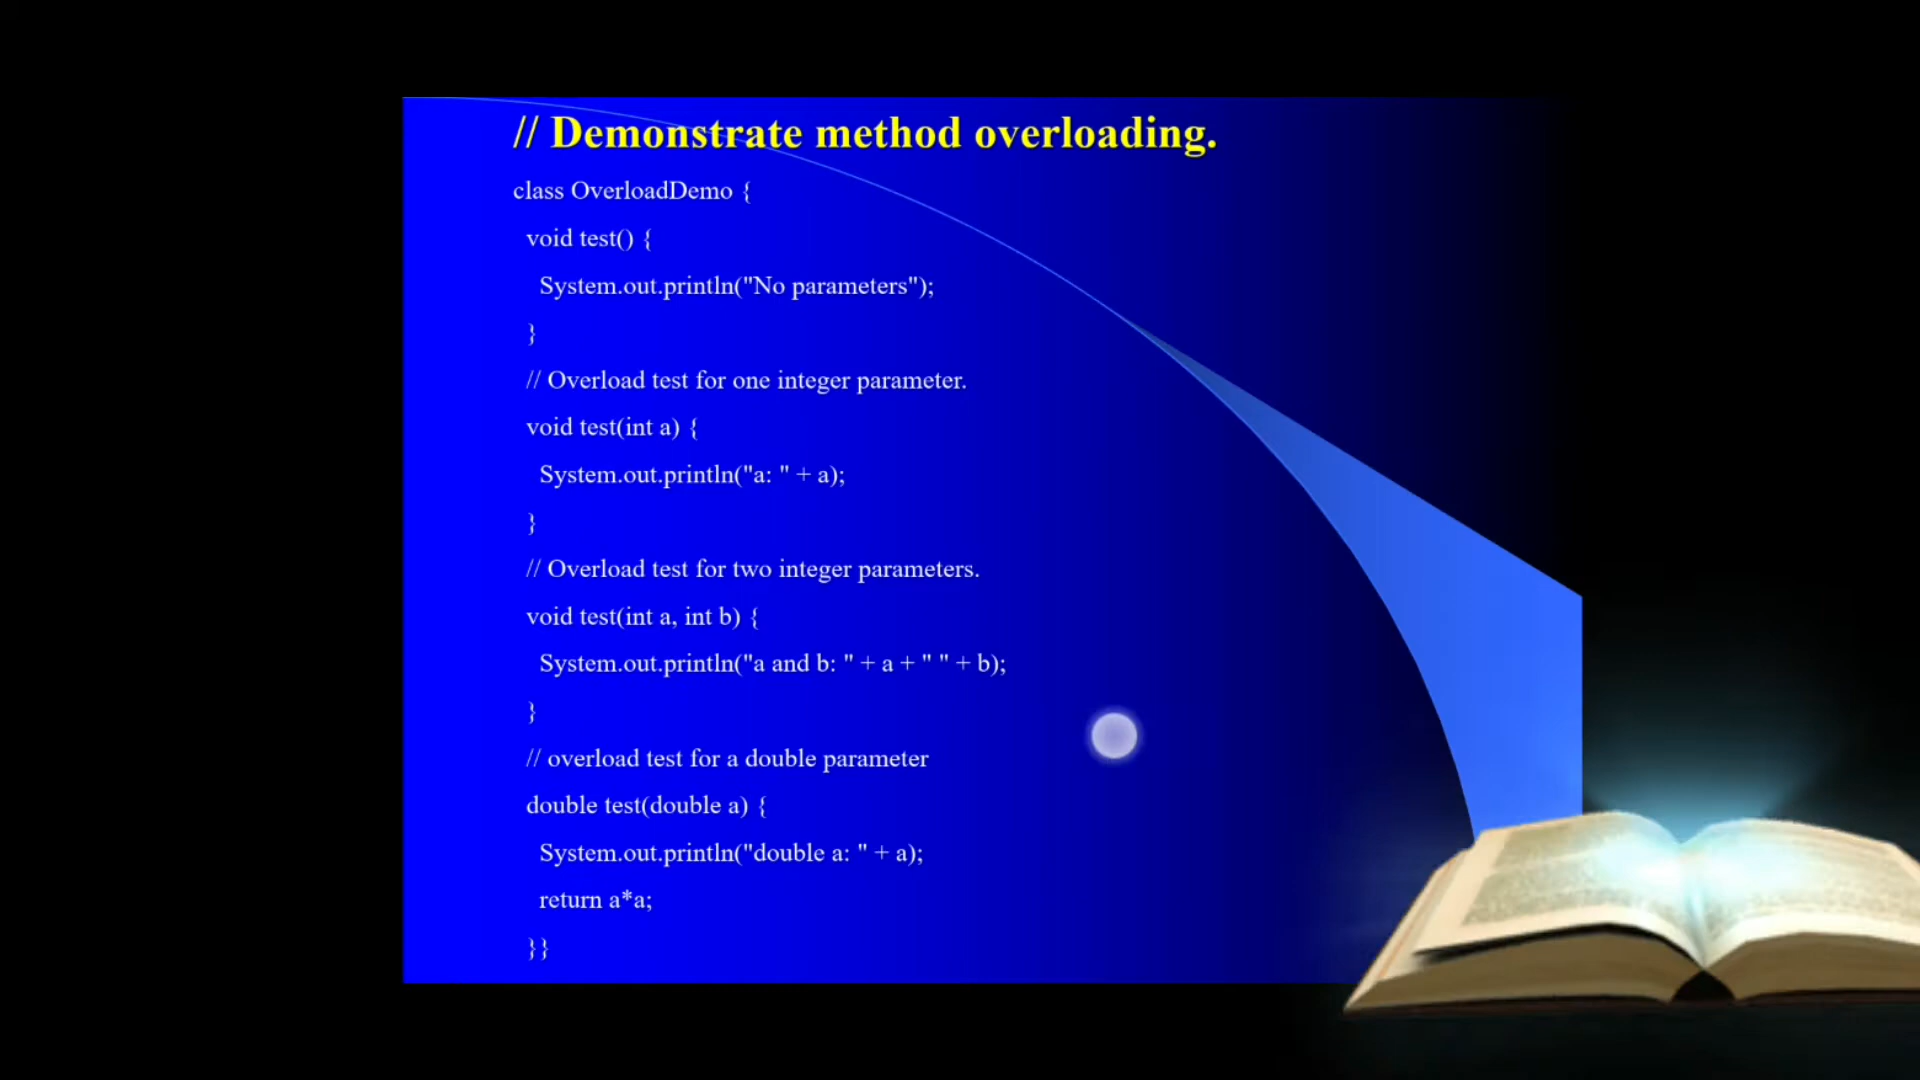 // Demonstrate method overloading.
class OverloadDemo {
void test() {
System.out.println("No parameters");
}
// Overload test for one integer parameter.
void test(int a) {
System.out.println("a: " + a);
}
// Overload test for two integer parameters.
void test(int a, int b) {
System.out.println("a and b: " + a + " " + b);
}
// overload test for a double parameter
double test(double a) {
System.out.println("double a: " + a);
return a*a;
}}